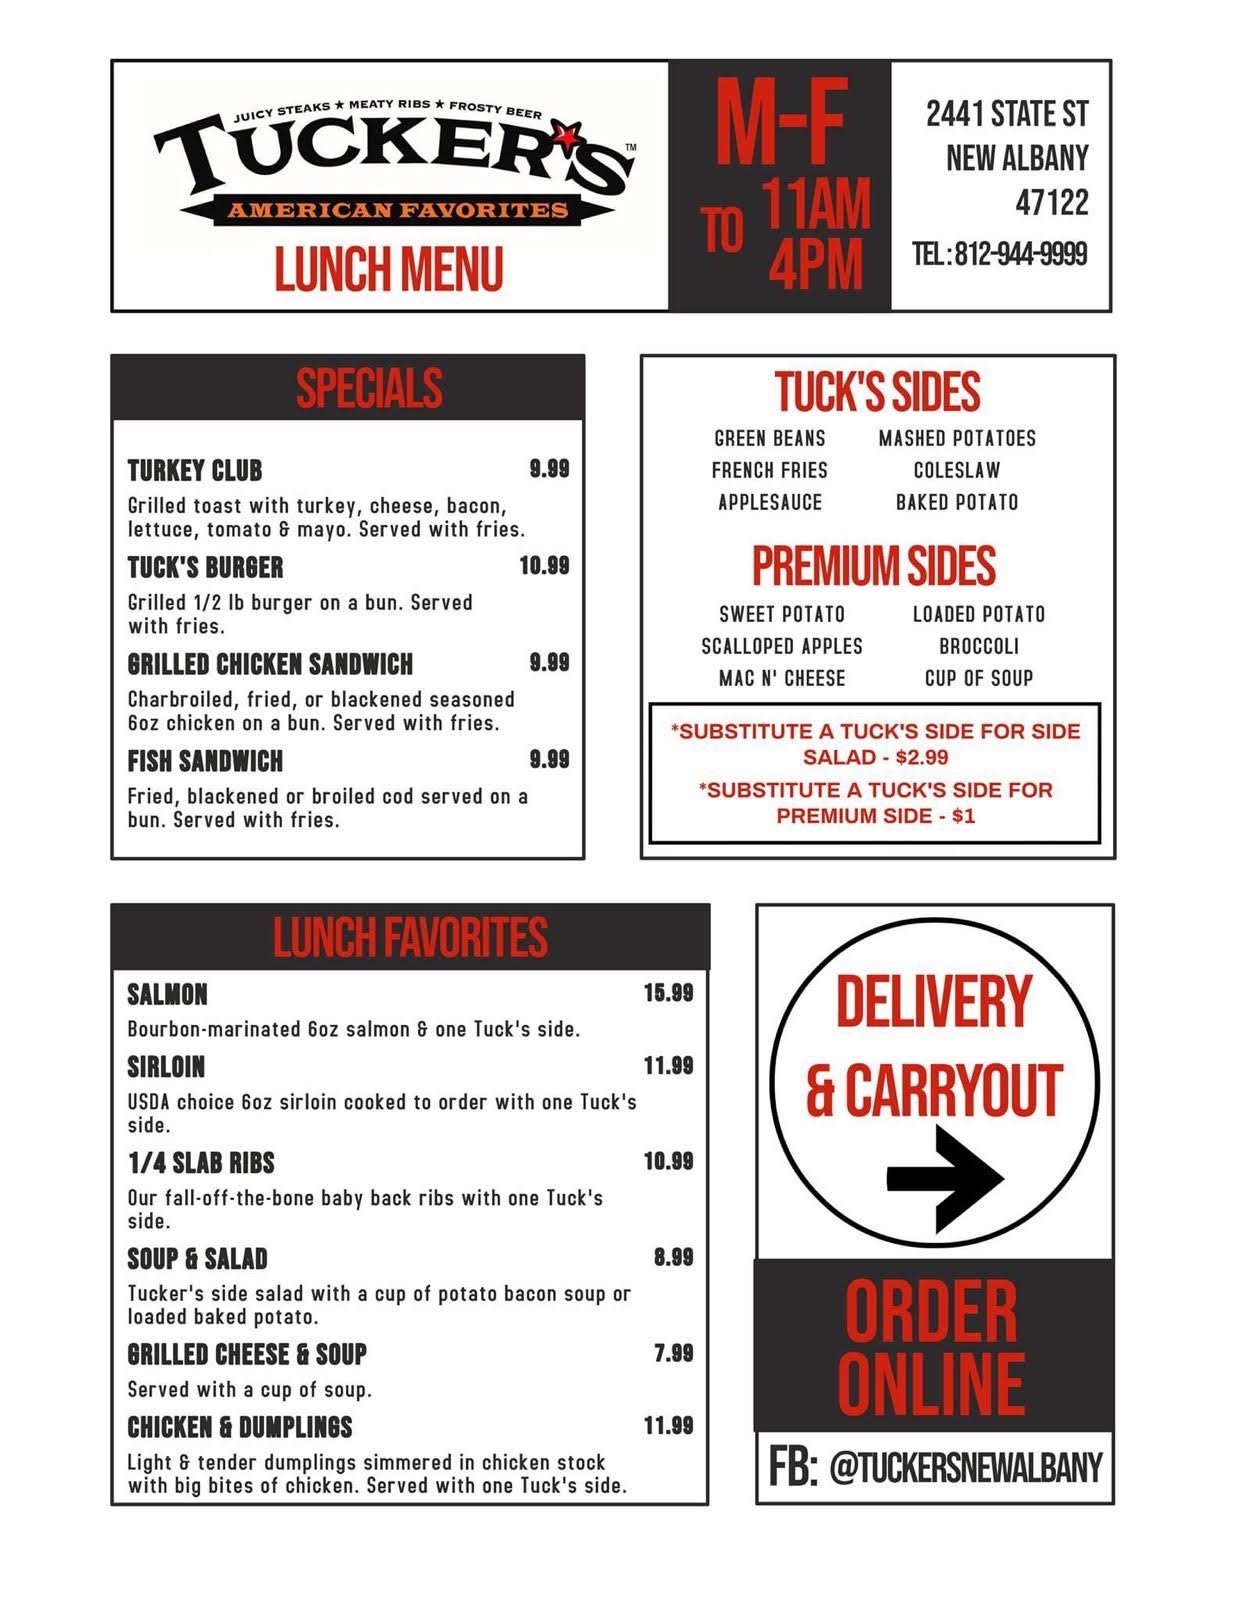 JUICY STEAKS ★ MEATY RIBS ★ FROSTY BEER
TUCKER'S™
AMERICAN FAVORITES
LUNCH MENU
M-F
11AM
TO
4PM
2441 STATE ST
NEW ALBANY
47122
TEL: 812-944-9999
SPECIALS
TURKEY CLUB 9.99
Grilled toast with turkey, cheese, bacon,
lettuce, tomato & mayo. Served with fries.
TUCK'S BURGER 10.99
Grilled 1/2 lb burger on a bun. Served
with fries.
GRILLED CHICKEN SANDWICH 9.99
Charbroiled, fried, or blackened seasoned
6oz chicken on a bun. Served with fries.
FISH SANDWICH 9.99
Fried, blackened or broiled cod served on a
bun. Served with fries.
TUCK'S SIDES
GREEN BEANS MASHED POTATOES
FRENCH FRIES COLESLAW
APPLESAUCE BAKED POTATO
PREMIUM SIDES
SWEET POTATO LOADED POTATO
SCALLOPED APPLES BROCCOLI
MAC N' CHEESE CUP OF SOUP
*SUBSTITUTE A TUCK'S SIDE FOR SIDE
SALAD - $2.99
*SUBSTITUTE A TUCK'S SIDE FOR
PREMIUM SIDE - $1
LUNCH FAVORITES
SALMON 15.99
Bourbon-marinated 6oz salmon & one Tuck's side.
SIRLOIN 11.99
USDA choice 6oz sirloin cooked to order with one Tuck's
side.
1/4 SLAB RIBS 10.99
Our fall-off-the-bone baby back ribs with one Tuck's
side.
SOUP & SALAD 8.99
Tucker's side salad with a cup of potato bacon soup or
loaded baked potato.
GRILLED CHEESE & SOUP 7.99
Served with a cup of soup.
CHICKEN & DUMPLINGS 11.99
Light & tender dumplings simmered in chicken stock
with big bites of chicken. Served with one Tuck's side.
DELIVERY
& CARRYOUT
ORDER
ONLINE
FB: @TUCKERSNEWALBANY